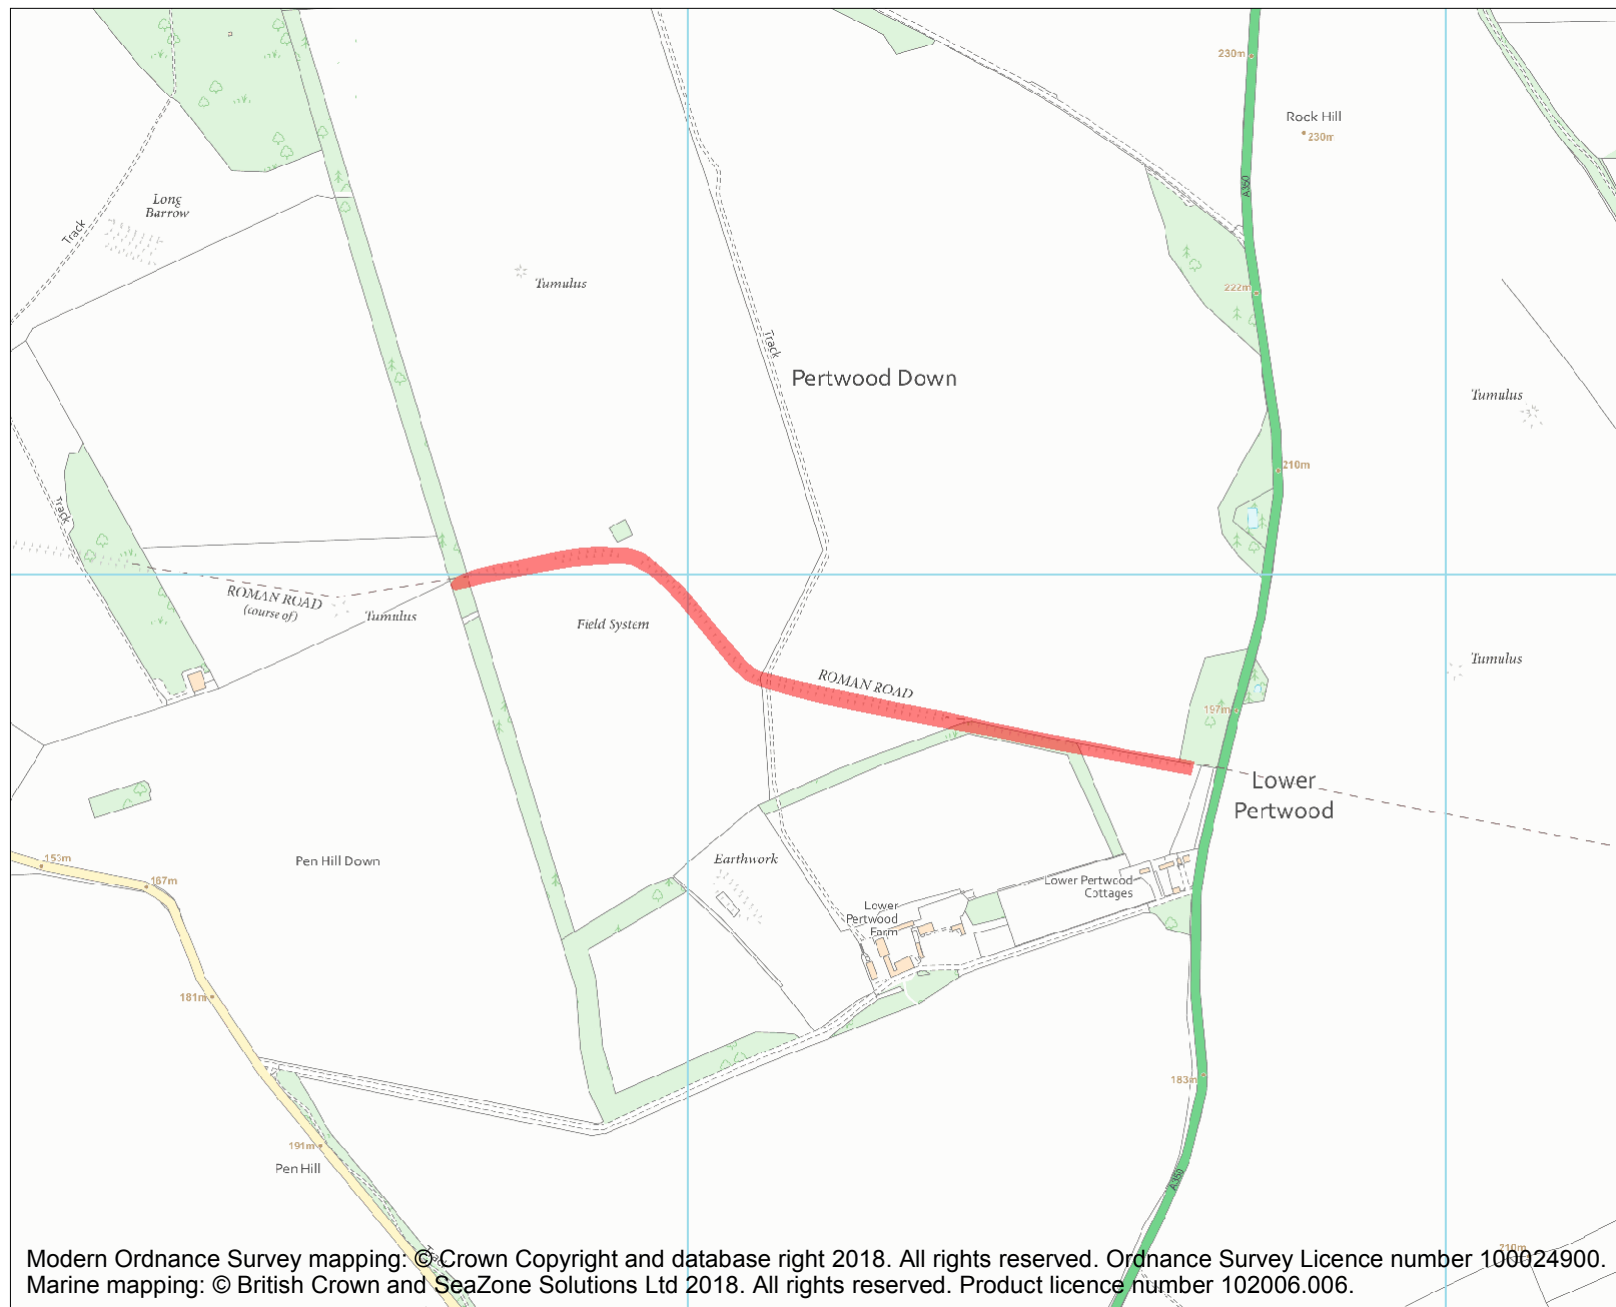 230m
Rock Hill
230m
A350
Long
Barrow
Track
Tumulus
222m
Track
Pertwood Down
Tumulus
210m
Track
ROMAN ROAD
(course of)
Tumulus
Field System
Tumulus
ROMAN ROAD
197m
Lower
Pertwood
153m
167m
Pen Hill Down
Earthwork
Lower Pertwood
Cottages
Lower
Pertwood
Farm
181m
183m
191m
Pen Hill
A350
Track
210m
Modern Ordnance Survey mapping: © Crown Copyright and database right 2018. All rights reserved. Ordnance Survey Licence number 100024900.
Marine mapping: © British Crown and SeaZone Solutions Ltd 2018. All rights reserved. Product licence number 102006.006.